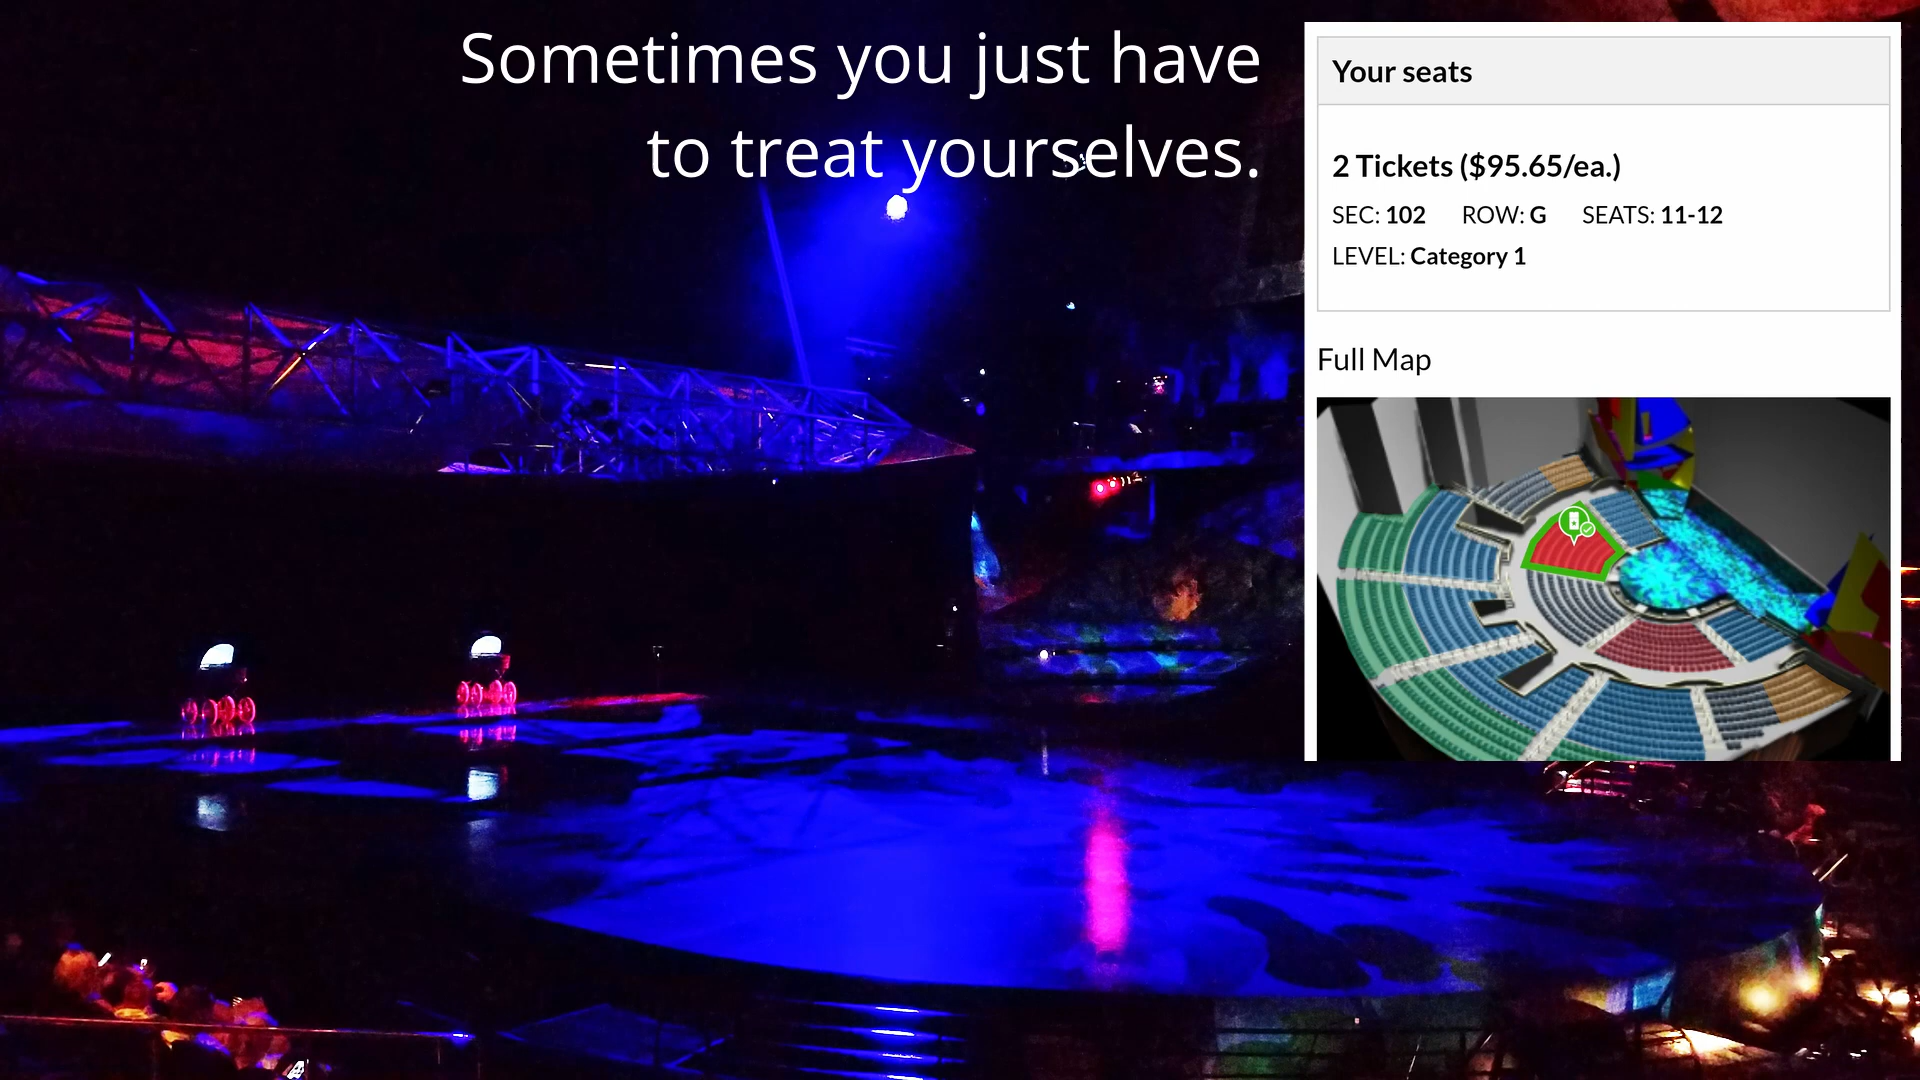 Sometimes you just have
to treat yourselves.
Your seats
2 Tickets ($95.65/ea.)
SEC: 102 ROW: G SEATS: 11-12
LEVEL: Category 1
Full Map